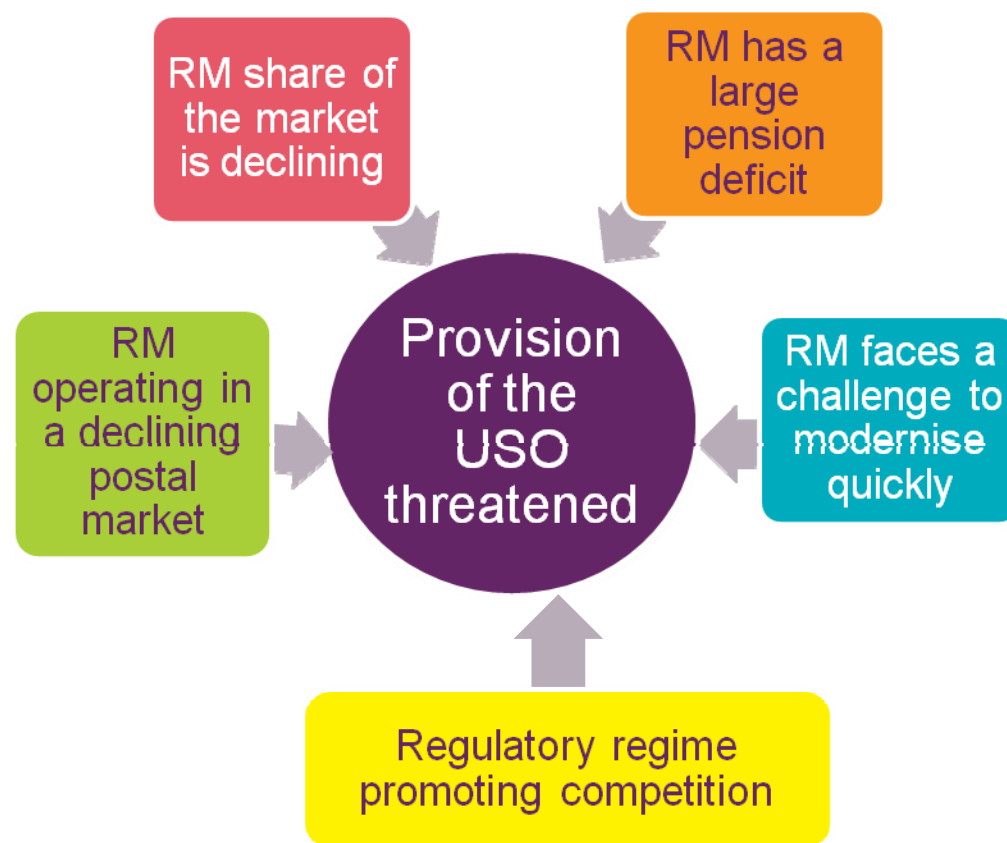 RM share of
the market
is declining
RM has a
large
pension
deficit
RM
operating in
a declining
postal
market
Provision
of the
USO
threatened
RM faces a
challenge to
modernise
quickly
Regulatory regime
promoting competition